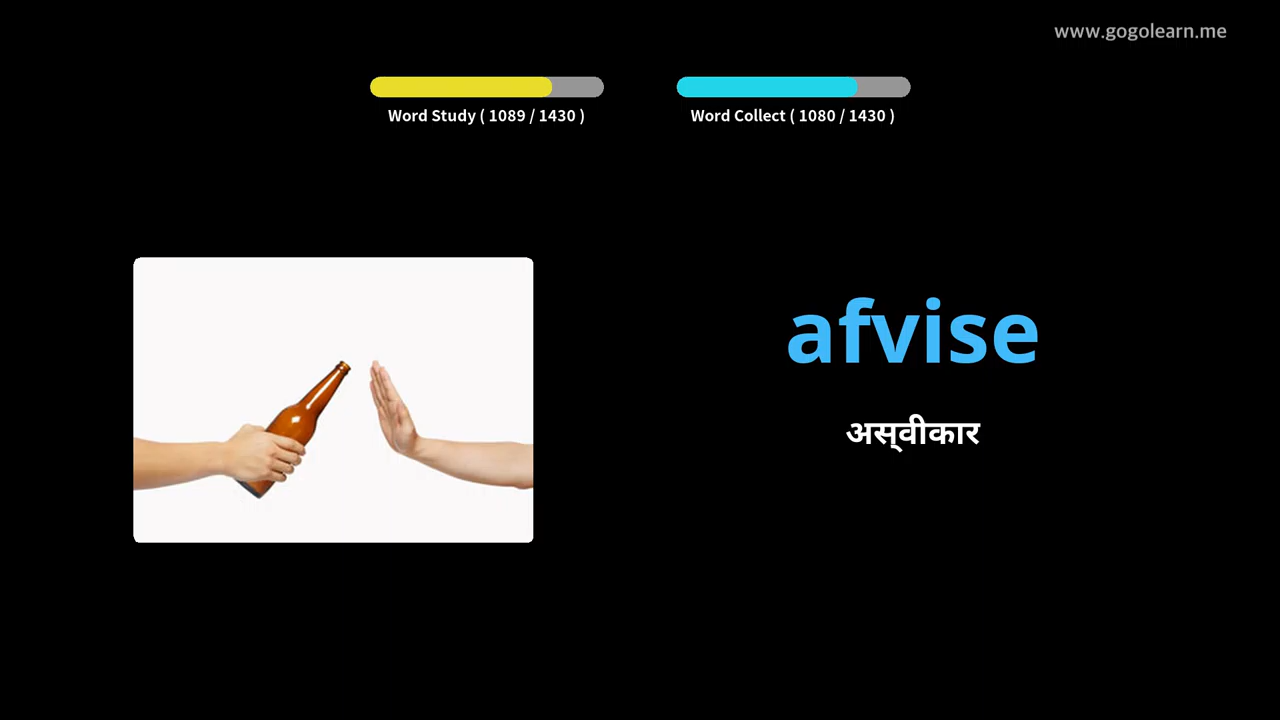 www.gogolearn.me
Word Study ( 1089 / 1430 )
Word Collect ( 1080 / 1430 )
afvise
अस्‌वीकार